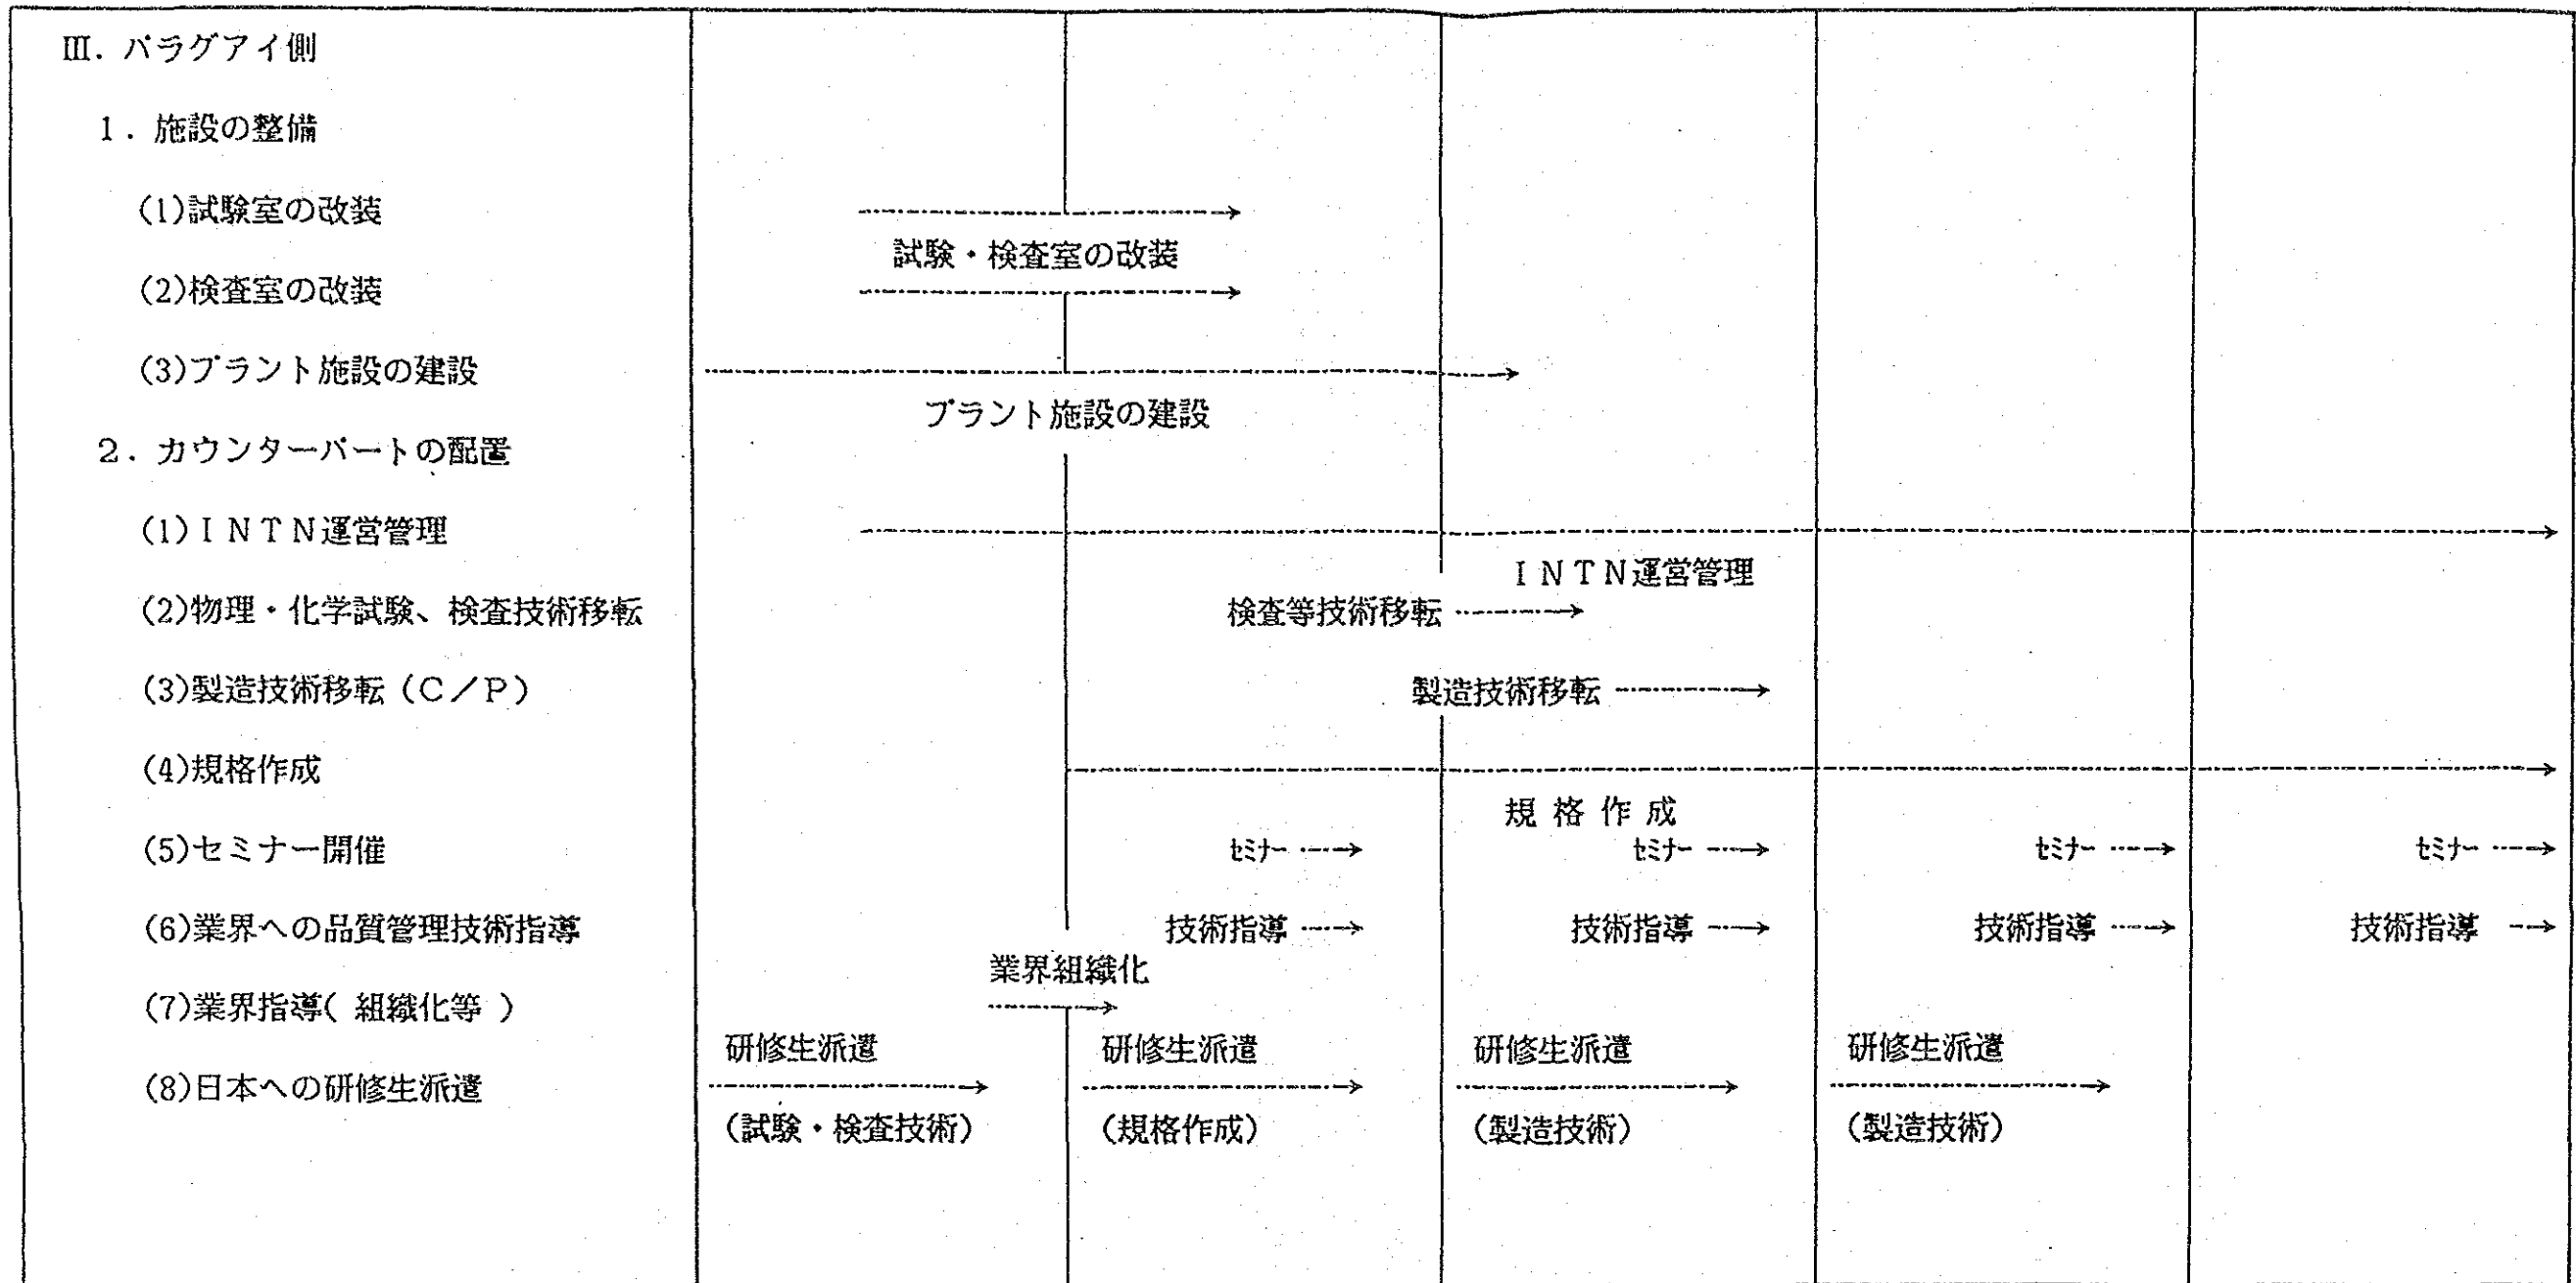 Ⅲ．パラグアイ側
1．施設の整備
(1)試験室の改装
試験・検査室の改装
(2)検査室の改装
(3)プラント施設の建設
プラント施設の建設
2．カウンターパートの配置
(1)ＩＮＴＮ運営管理
ＩＮＴＮ運営管理
(2)物理・化学試験、検査技術移転 検査等技術移転
(3)製造技術移転（Ｃ／Ｐ） 製造技術移転
(4)規格作成
規格作成
(5)セミナー開催 ｾﾐﾅｰ ｾﾐﾅｰ ｾﾐﾅｰ ｾﾐﾅｰ
(6)業界への品質管理技術指導 技術指導 技術指導 技術指導 技術指導
業界組織化
(7)業界指導( 組織化等 )
研修生派遣 研修生派遣 研修生派遣 研修生派遣
(8)日本への研修生派遣
(試験・検査技術) (規格作成) (製造技術) (製造技術)